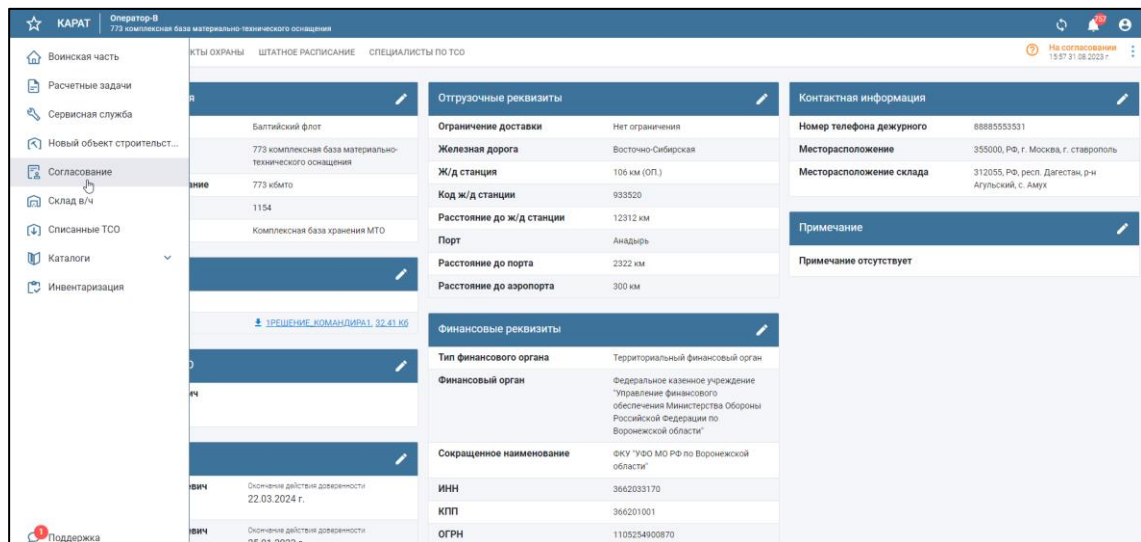 КАРАТ
Оператор-В
773 комплексная база материально-технического оснащения
757
Воинская часть
Расчетные задачи
Сервисная служба
Новый объект строительст...
Согласование
Склад в/ч
Списанные ТСО
Каталоги
Инвентаризация
1
Поддержка
КТЫ ОХРАНЫ ШТАТНОЕ РАСПИСАНИЕ СПЕЦИАЛИСТЫ ПО ТСО
На согласовании
15:57 31.08.2023 г
я
Балтийский флот
773 комплексная база материально-
технического оснащения
ание 773 кбмто
1154
Комплексная база хранения МТО
1РЕШЕНИЕ_КОМАНДИРА1, 32.41 Кб
О
ич
евич Окончание действия доверенности
22.03.2024 г.
евич Окончание действия доверенности
Отгрузочные реквизиты
Ограничение доставки Нет ограничения
Железная дорога Восточно-Сибирская
Ж/д станция 106 км (ОП.)
Код ж/д станции 933520
Расстояние до ж/д станции 12312 км
Порт Анадырь
Расстояние до порта 2322 км
Расстояние до аэропорта 300 км
Финансовые реквизиты
Тип финансового органа Территориальный финансовый орган
Финансовый орган Федеральное казенное учреждение
"Управление финансового
обеспечения Министерства Обороны
Российской Федерации по
Воронежской области"
Сокращенное наименование ФКУ "УФО МО РФ по Воронежской
области"
ИНН 3662033170
КПП 366201001
ОГРН 1105254900870
Контактная информация
Номер телефона дежурного 88885553531
Месторасположение 355000, РФ, г. Москва, г. ставрополь
Месторасположение склада 312055, РФ, респ. Дагестан, р-н
Агульский, с. Амух
Примечание
Примечание отсутствует